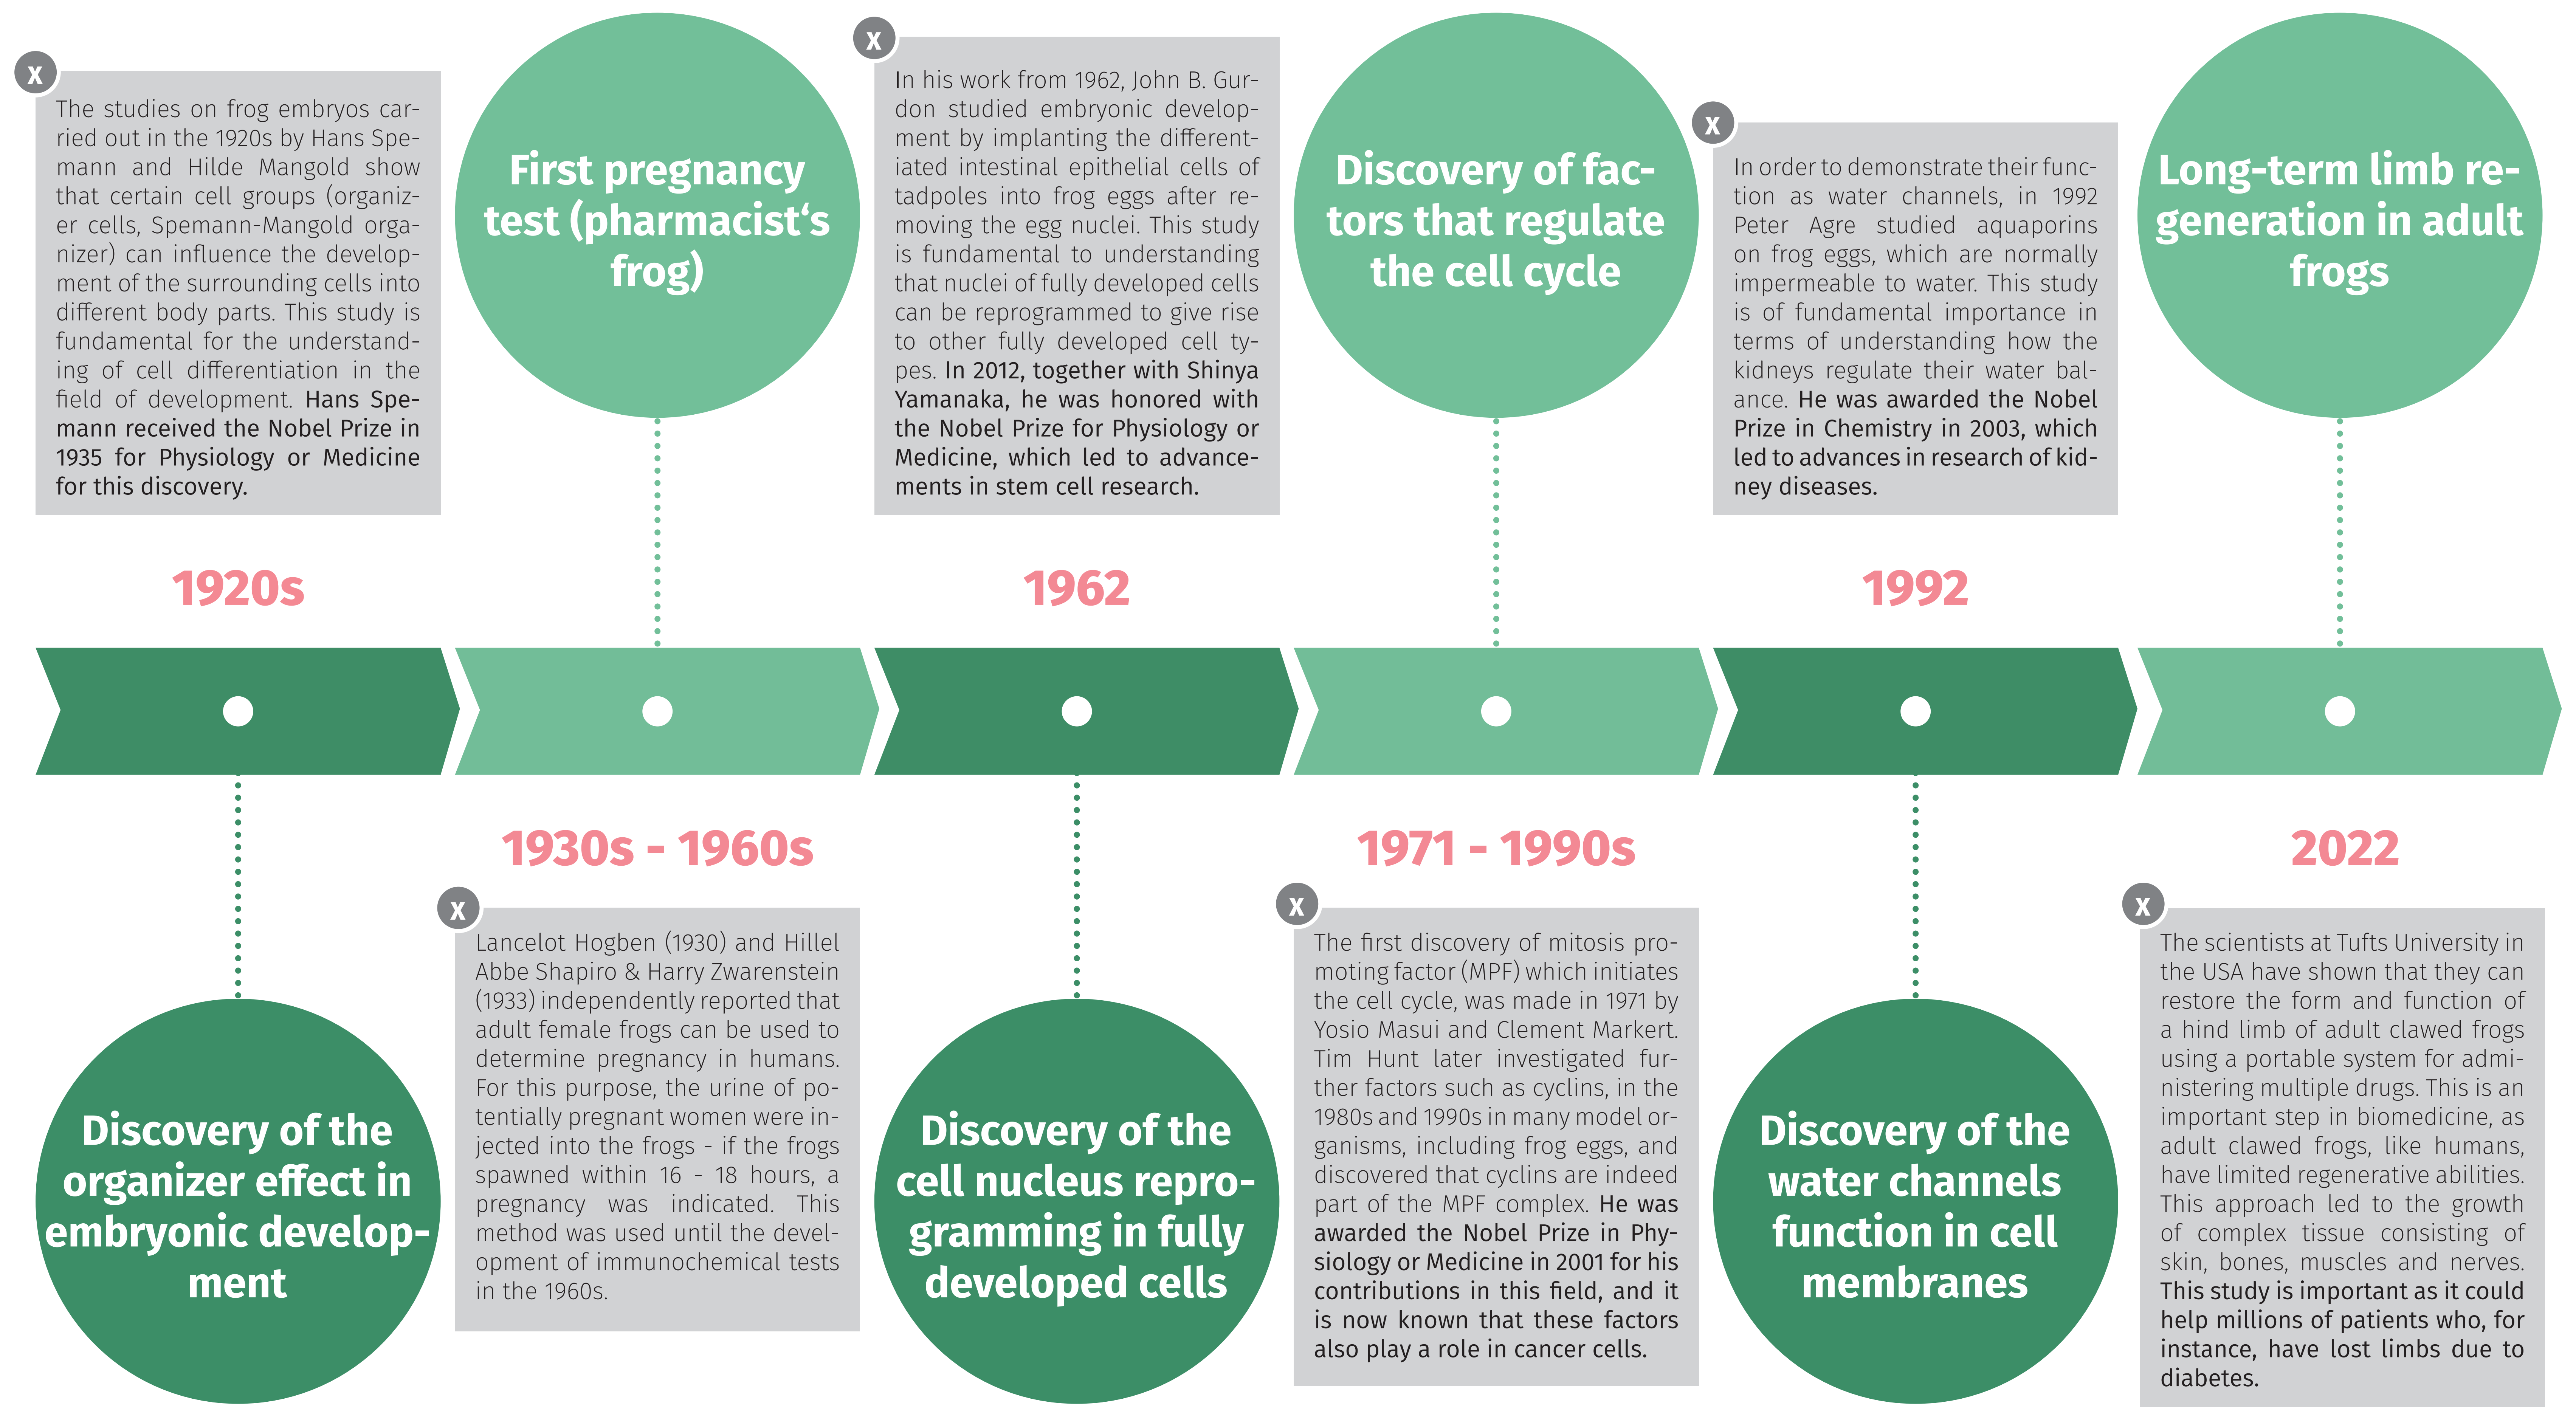 x
The studies on frog embryos car-
ried out in the 1920s by Hans Spe-
mann and Hilde Mangold show
that certain cell groups (organiz-
er cells, Spemann-Mangold orga-
nizer) can influence the develop-
ment of the surrounding cells into
different body parts. This study is
fundamental for the understand-
ing of cell differentiation in the
field of development. Hans Spe-
mann received the Nobel Prize in
1935 for Physiology or Medicine
for this discovery.
1920s
Discovery of the
organizer effect in
embryonic develop-
ment
First pregnancy
test (pharmacist‘s
frog)
1930s - 1960s
x
Lancelot Hogben (1930) and Hillel
Abbe Shapiro & Harry Zwarenstein
(1933) independently reported that
adult female frogs can be used to
determine pregnancy in humans.
For this purpose, the urine of po-
tentially pregnant women were in-
jected into the frogs - if the frogs
spawned within 16 - 18 hours, a
pregnancy was indicated. This
method was used until the devel-
opment of immunochemical tests
in the 1960s.
x
In his work from 1962, John B. Gur-
don studied embryonic develop-
ment by implanting the different-
iated intestinal epithelial cells of
tadpoles into frog eggs after re-
moving the egg nuclei. This study
is fundamental to understanding
that nuclei of fully developed cells
can be reprogrammed to give rise
to other fully developed cell ty-
pes. In 2012, together with Shinya
Yamanaka, he was honored with
the Nobel Prize for Physiology or
Medicine, which led to advance-
ments in stem cell research.
1962
Discovery of the
cell nucleus repro-
gramming in fully
developed cells
Discovery of fac-
tors that regulate
the cell cycle
1971 - 1990s
x
The first discovery of mitosis pro-
moting factor (MPF) which initiates
the cell cycle, was made in 1971 by
Yosio Masui and Clement Markert.
Tim Hunt later investigated fur-
ther factors such as cyclins, in the
1980s and 1990s in many model or-
ganisms, including frog eggs, and
discovered that cyclins are indeed
part of the MPF complex. He was
awarded the Nobel Prize in Phy-
siology or Medicine in 2001 for his
contributions in this field, and it
is now known that these factors
also play a role in cancer cells.
x
In order to demonstrate their func-
tion as water channels, in 1992
Peter Agre studied aquaporins
on frog eggs, which are normally
impermeable to water. This study
is of fundamental importance in
terms of understanding how the
kidneys regulate their water bal-
ance. He was awarded the Nobel
Prize in Chemistry in 2003, which
led to advances in research of kid-
ney diseases.
1992
Discovery of the
water channels
function in cell
membranes
Long-term limb re-
generation in adult
frogs
2022
x
The scientists at Tufts University in
the USA have shown that they can
restore the form and function of
a hind limb of adult clawed frogs
using a portable system for admi-
nistering multiple drugs. This is an
important step in biomedicine, as
adult clawed frogs, like humans,
have limited regenerative abilities.
This approach led to the growth
of complex tissue consisting of
skin, bones, muscles and nerves.
This study is important as it could
help millions of patients who, for
instance, have lost limbs due to
diabetes.